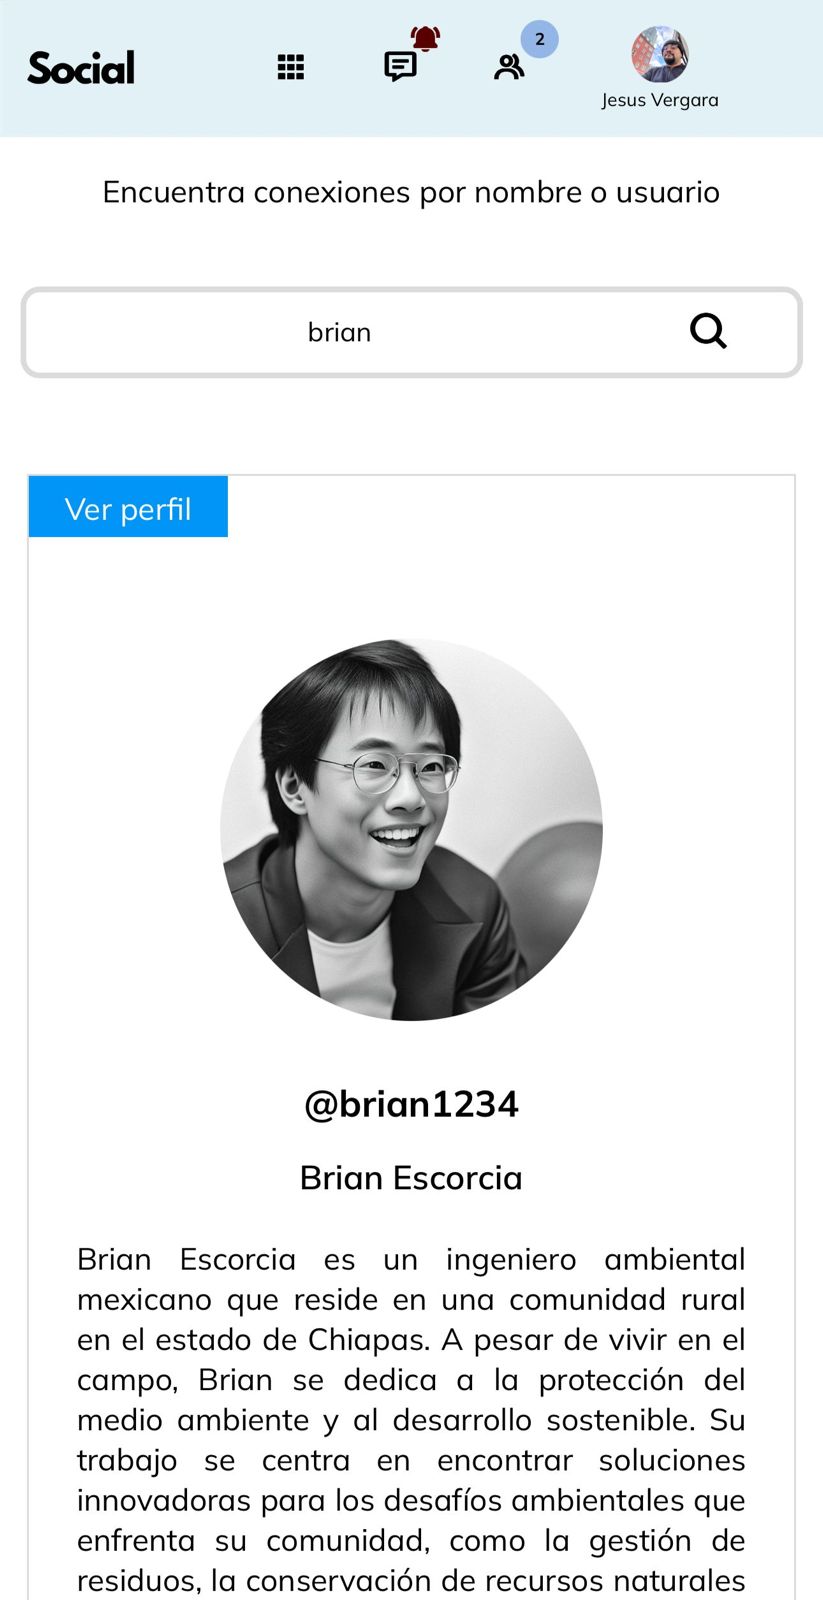 Social
2
Jesus Vergara
Encuentra conexiones por nombre o usuario
brian
Ver perfil
@brian1234
Brian Escorcia
Brian Escorcia es un ingeniero ambiental
mexicano que reside en una comunidad rural
en el estado de Chiapas. A pesar de vivir en el
campo, Brian se dedica a la protección del
medio ambiente y al desarrollo sostenible. Su
trabajo se centra en encontrar soluciones
innovadoras para los desafíos ambientales que
enfrenta su comunidad, como la gestión de
residuos, la conservación de recursos naturales